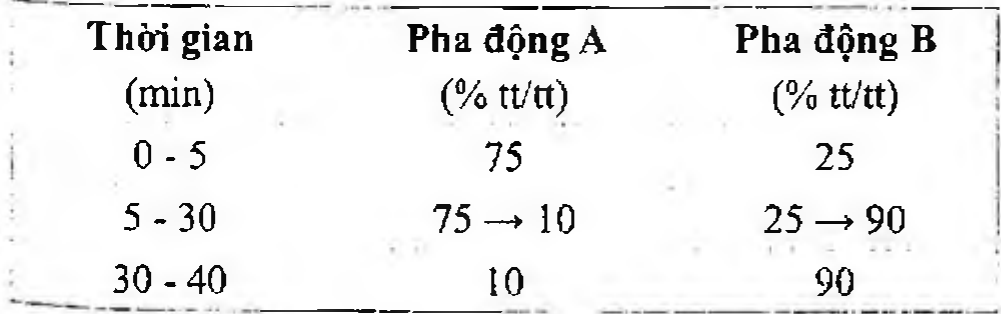 Thời gian Pha động A Pha động B
(min) (% tt/tt) (% tt/tt)
0 - 5 75 25
5 - 30 75 → 10 25 → 90
30 - 40 10 90